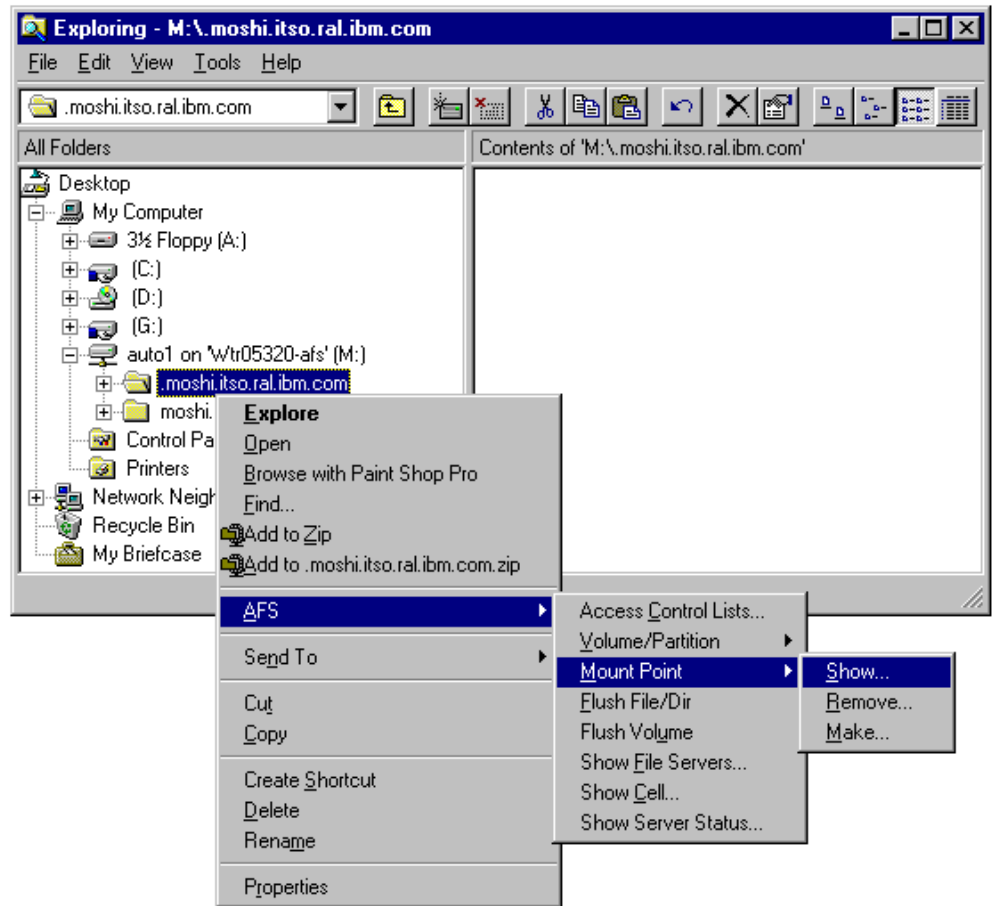 Exploring - M:\.moshi.itso.ral.ibm.com
File Edit View Tools Help
.moshi.itso.ral.ibm.com
All Folders
Contents of 'M:\.moshi.itso.ral.ibm.com'
Desktop
My Computer
3½ Floppy (A:)
(C:)
(D:)
(G:)
auto1 on 'Wtr05320-afs' (M:)
.moshi.itso.ral.ibm.com
moshi.
Control Pa
Printers
Network Neigh
Recycle Bin
My Briefcase
Explore
Open
Browse with Paint Shop Pro
Find...
Add to Zip
Add to .moshi.itso.ral.ibm.com.zip
AFS
Send To
Cut
Copy
Create Shortcut
Delete
Rename
Properties
Access Control Lists...
Volume/Partition
Mount Point
Flush File/Dir
Flush Volume
Show File Servers...
Show Cell...
Show Server Status...
Show...
Remove...
Make...